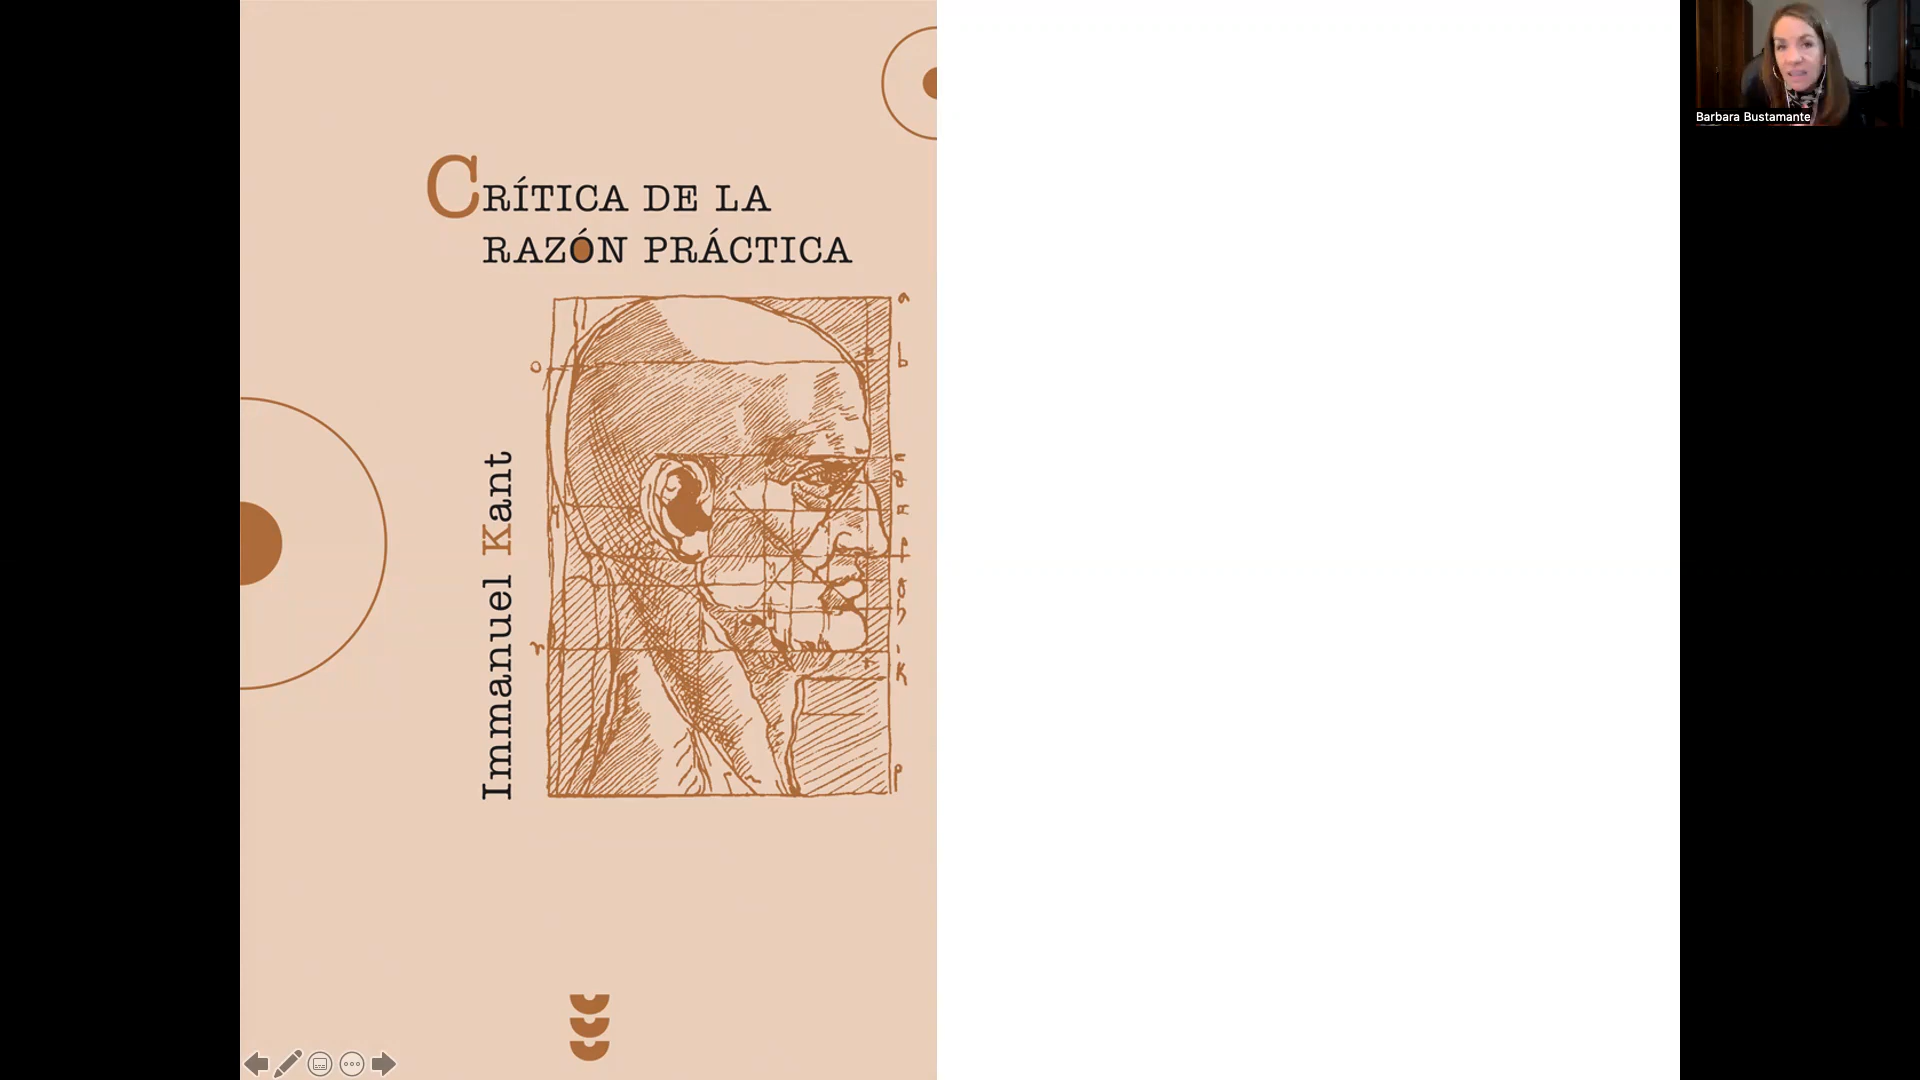 CRÍTICA DE LA
RAZÓN PRÁCTICA
Immanuel Kant
Barbara Bustamante